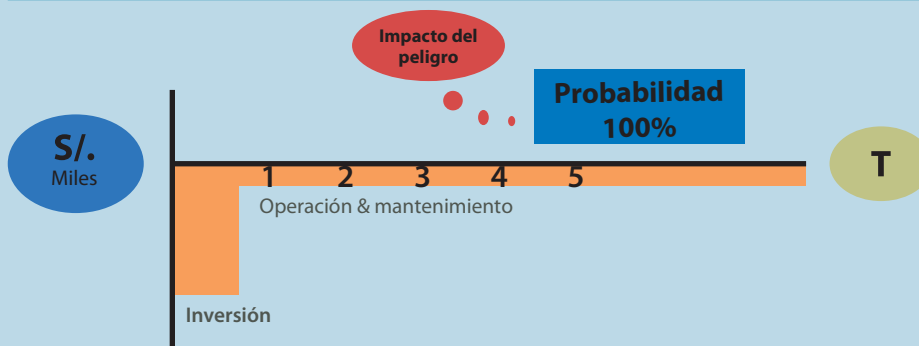 Impacto del
peligro
Probabilidad
100%
S/.
Miles
T
1 2 3 4 5
Operación & mantenimiento
Inversión